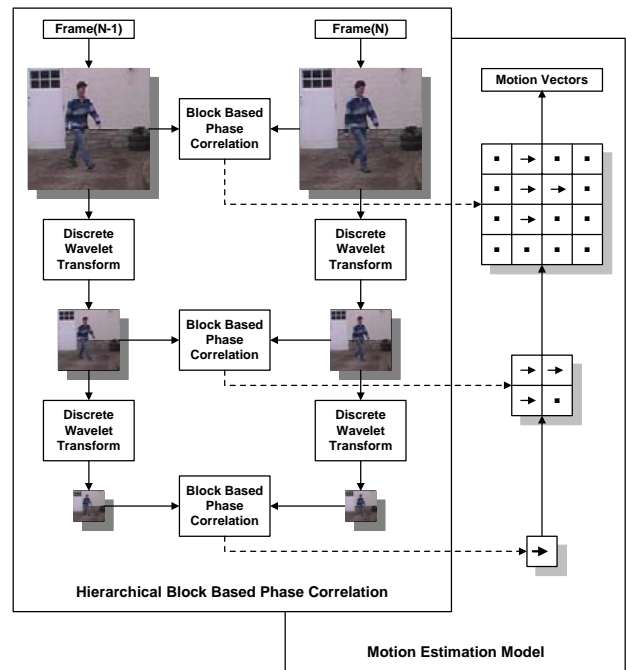 Frame(N-1)
Frame(N)
Motion Vectors
Block Based
Phase
Correlation
Discrete
Wavelet
Transform
Discrete
Wavelet
Transform
Block Based
Phase
Correlation
Discrete
Wavelet
Transform
Discrete
Wavelet
Transform
Block Based
Phase
Correlation
Hierarchical Block Based Phase Correlation
Motion Estimation Model